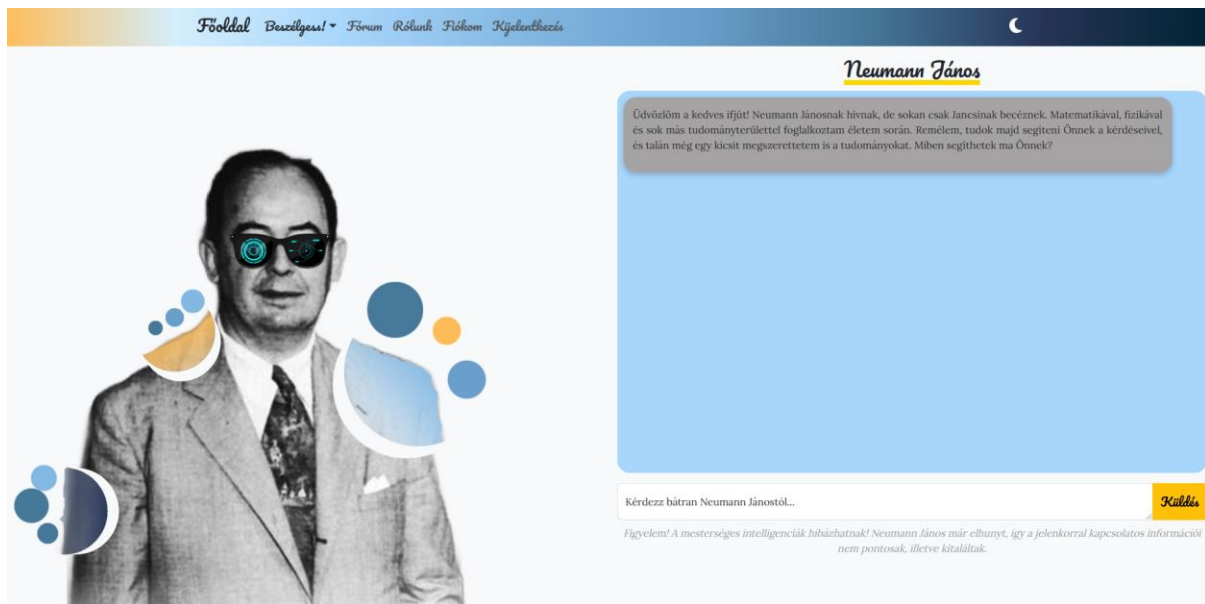 Főoldal Beszélgess! Fórum Rólunk Fiókom Kijelentkezés
Neumann János
Üdvözlöm a kedves ifjút! Neumann Jánosnak hívnak, de sokan csak Jancsinak becéznek. Matematikával, fizikával
és sok más tudományterülettel foglalkoztam életem során. Remélem, tudok majd segíteni Önnek a kérdéseivel,
és talán még egy kicsit megszerettetem is a tudományokat. Miben segíthetek ma Önnek?
Kérdezz bátran Neumann Jánostól...
Küldés
Figyelem! A mesterséges intelligenciák hibázhatnak! Neumann János már elhunyt, így a jelenkorral kapcsolatos információi
nem pontosak, illetve kitaláltak.